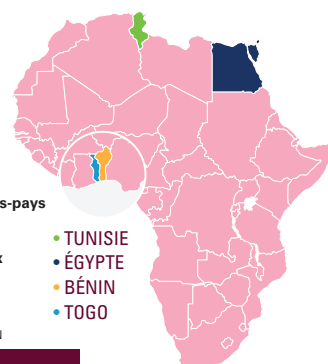 s-pays
x
• TUNISIE
• ÉGYPTE
• BÉNIN
• TOGO
N